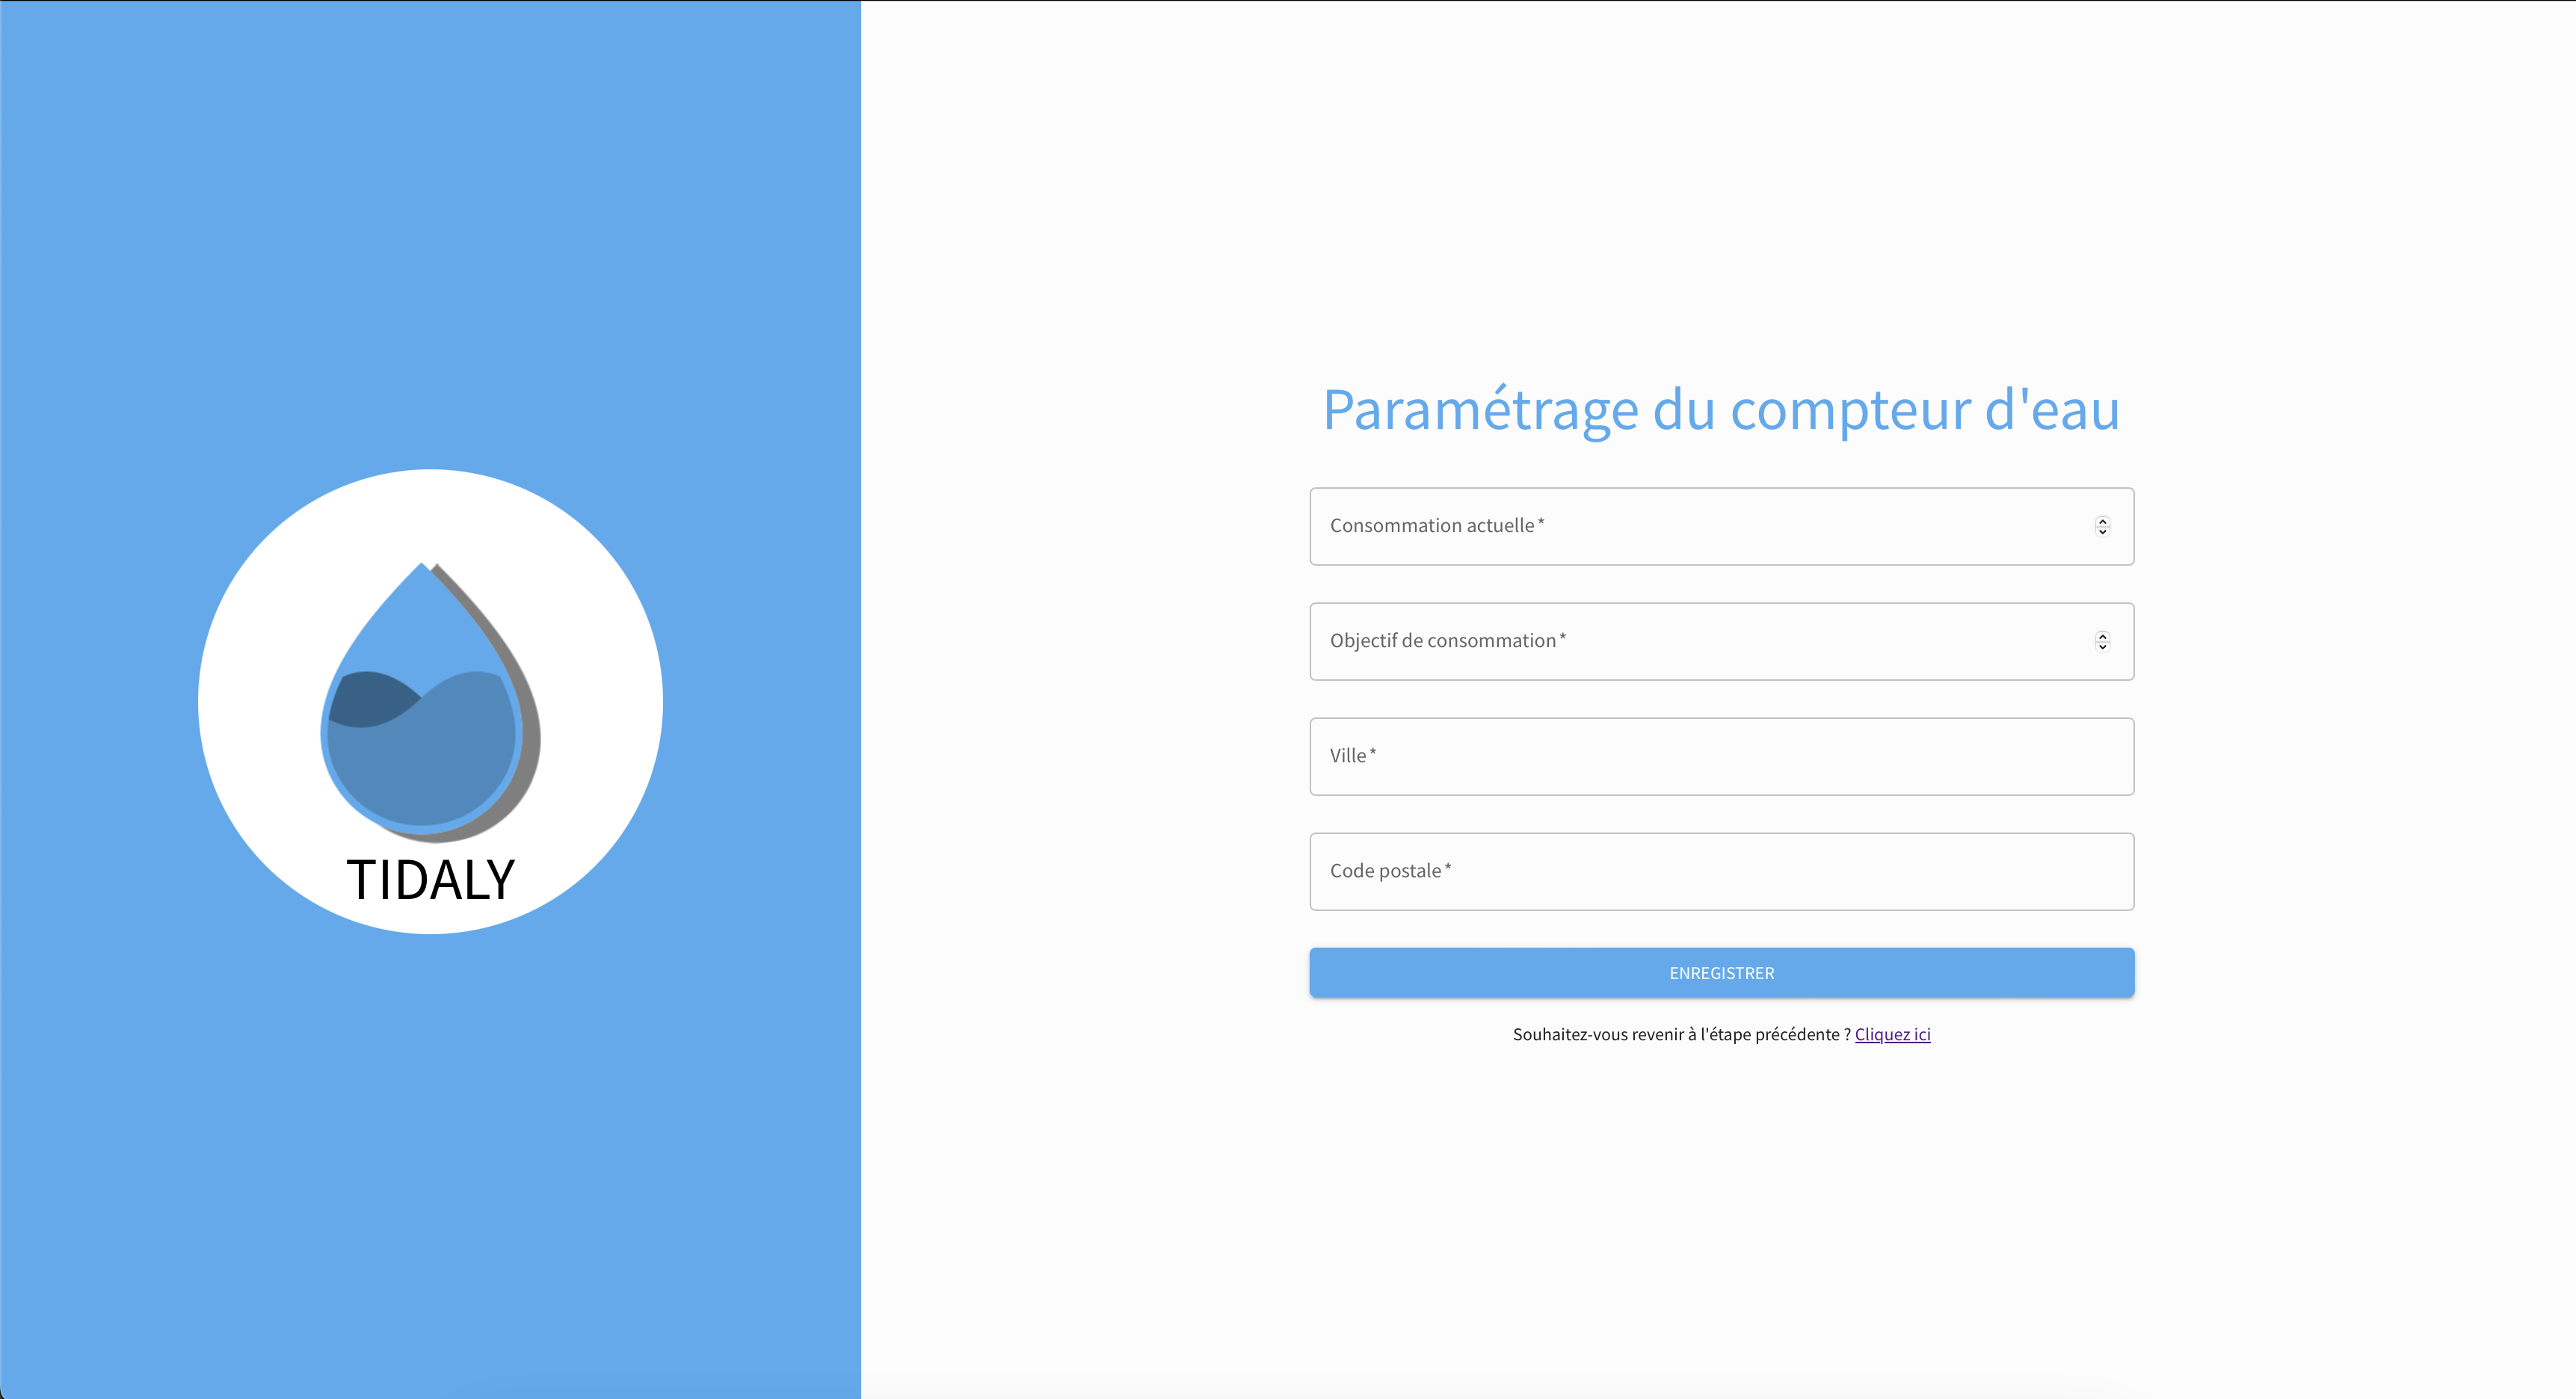 TIDALY
Paramétrage du compteur d'eau
Consommation actuelle *
Objectif de consommation *
Ville *
Code postale *
ENREGISTRER
Souhaitez-vous revenir à l'étape précédente ? Cliquez ici